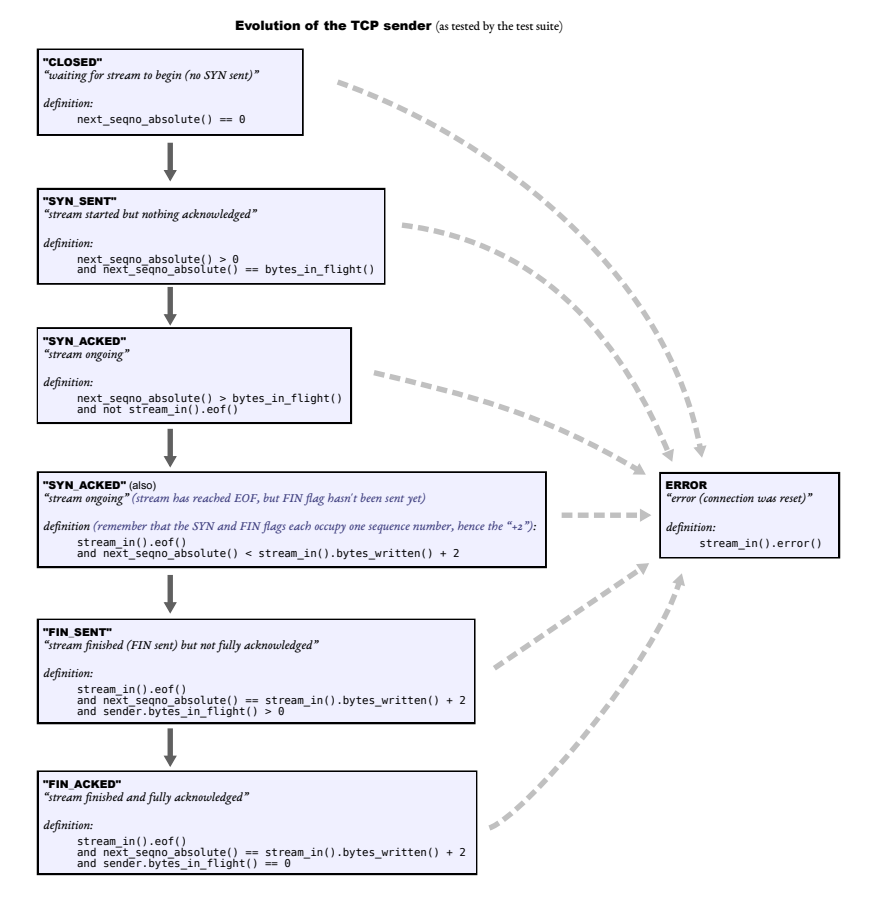 Evolution of the TCP sender (as tested by the test suite)
"CLOSED"
“waiting for stream to begin (no SYN sent)”
definition:
next_seqno_absolute() == 0
"SYN_SENT"
“stream started but nothing acknowledged”
definition:
next_seqno_absolute() > 0
and next_seqno_absolute() == bytes_in_flight()
"SYN_ACKED"
“stream ongoing”
definition:
next_seqno_absolute() > bytes_in_flight()
and not stream_in().eof()
"SYN_ACKED" (also)
“stream ongoing” (stream has reached EOF, but FIN flag hasn't been sent yet)
definition (remember that the SYN and FIN flags each occupy one sequence number, hence the “+2”):
stream_in().eof()
and next_seqno_absolute() < stream_in().bytes_written() + 2
ERROR
“error (connection was reset)”
definition:
stream_in().error()
"FIN_SENT"
“stream finished (FIN sent) but not fully acknowledged”
definition:
stream_in().eof()
and next_seqno_absolute() == stream_in().bytes_written() + 2
and sender.bytes_in_flight() > 0
"FIN_ACKED"
“stream finished and fully acknowledged”
definition:
stream_in().eof()
and next_seqno_absolute() == stream_in().bytes_written() + 2
and sender.bytes_in_flight() == 0